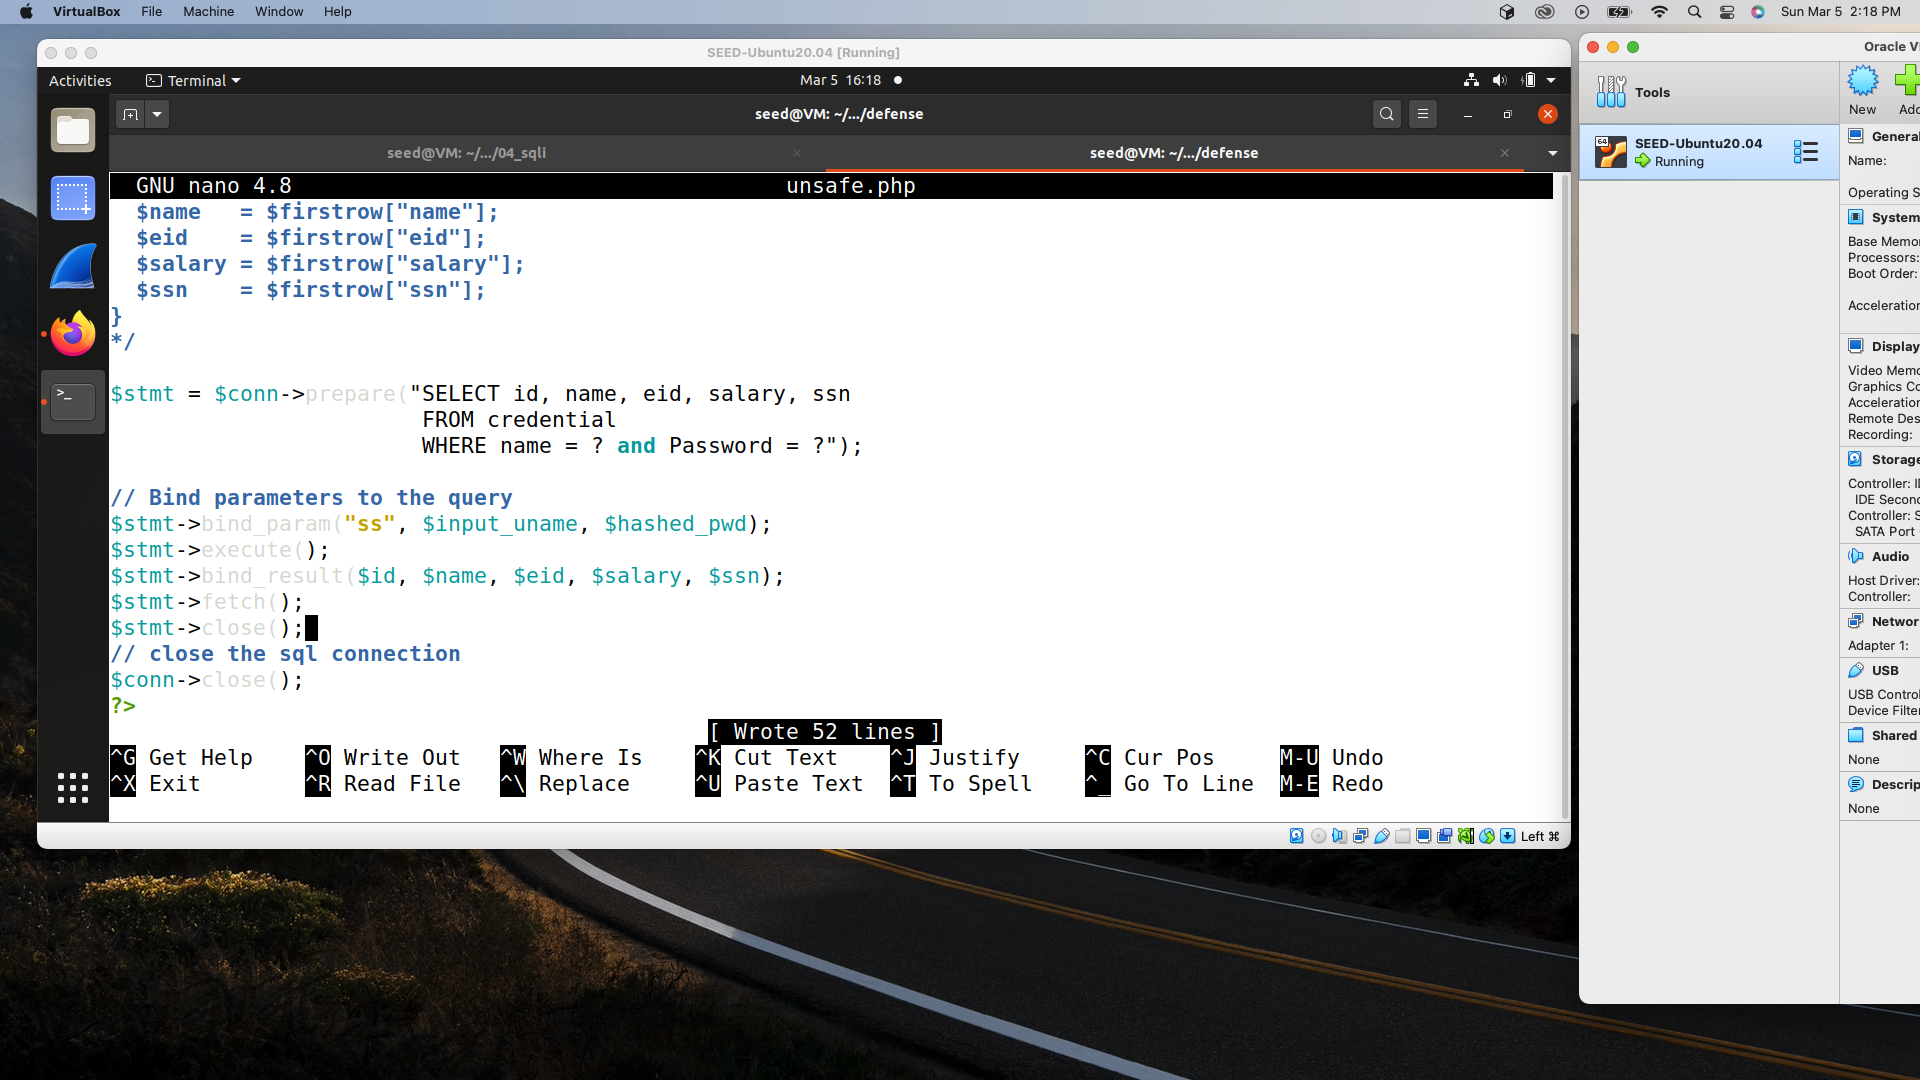 VirtualBox File Machine Window Help
Sun Mar 5 2:18 PM
SEED-Ubuntu20.04 [Running]
Activities Terminal Mar 5 16:18
seed@VM: ~/.../defense
seed@VM: ~/.../04_sqli
seed@VM: ~/.../defense
GNU nano 4.8 unsafe.php
$name = $firstrow["name"];
$eid = $firstrow["eid"];
$salary = $firstrow["salary"];
$ssn = $firstrow["ssn"];
}
*/
$stmt = $conn->prepare("SELECT id, name, eid, salary, ssn
FROM credential
WHERE name = ? and Password = ?");
// Bind parameters to the query
$stmt->bind_param("ss", $input_uname, $hashed_pwd);
$stmt->execute();
$stmt->bind_result($id, $name, $eid, $salary, $ssn);
$stmt->fetch();
$stmt->close();
// close the sql connection
$conn->close();
?>
[ Wrote 52 lines ]
^G Get Help ^O Write Out ^W Where Is ^K Cut Text ^J Justify ^C Cur Pos M-U Undo
^X Exit ^R Read File ^\ Replace ^U Paste Text ^T To Spell ^_ Go To Line M-E Redo
Left ⌘
Oracle V
Tools
New
Add
64
SEED-Ubuntu20.04
Running
General
Name:
Operating S
System
Base Memo
Processors:
Boot Order:
Acceleration
Display
Video Memo
Graphics Co
Acceleration
Remote Des
Recording:
Storage
Controller: ID
IDE Second
Controller: S
SATA Port
Audio
Host Driver:
Controller:
Networ
Adapter 1:
USB
USB Control
Device Filter
Shared
None
Descrip
None